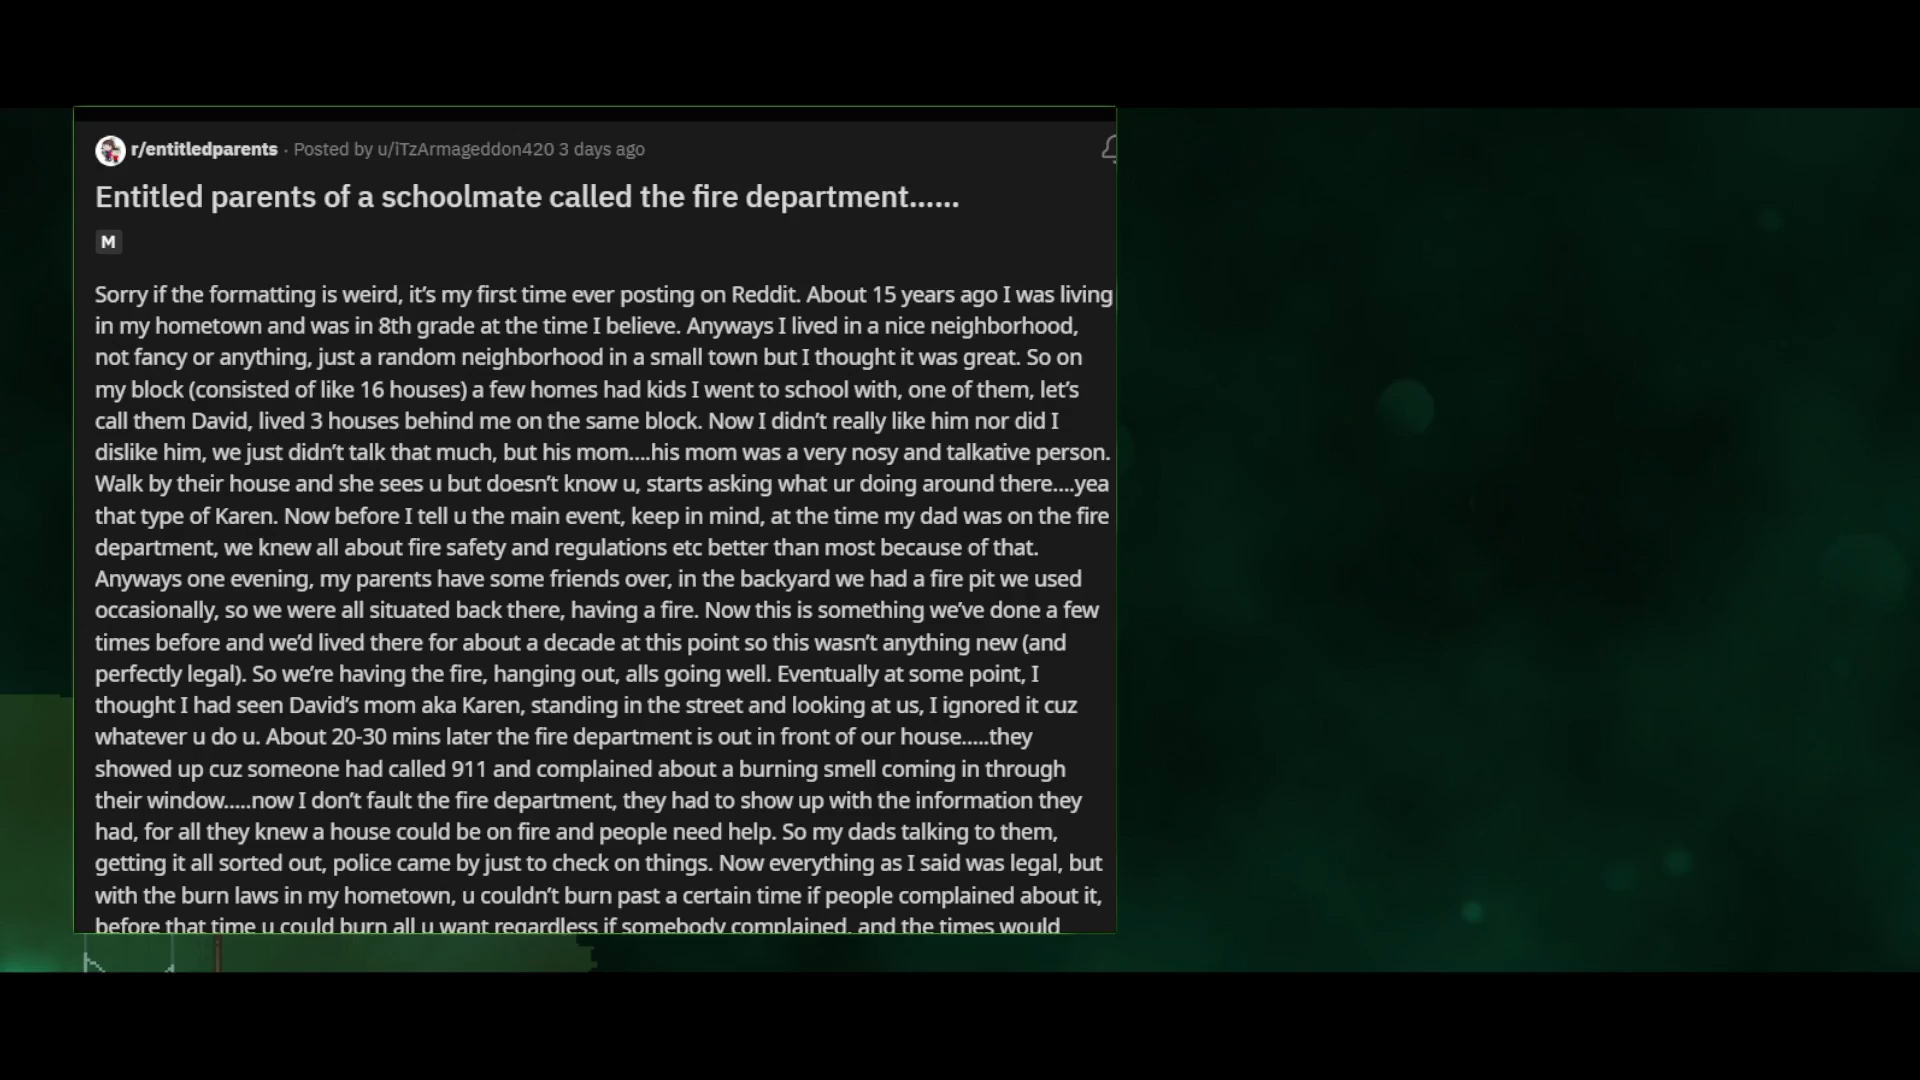 r/entitledparents · Posted by u/iTzArmageddon420 3 days ago
Entitled parents of a schoolmate called the fire department......
M
Sorry if the formatting is weird, it’s my first time ever posting on Reddit. About 15 years ago I was living
in my hometown and was in 8th grade at the time I believe. Anyways I lived in a nice neighborhood,
not fancy or anything, just a random neighborhood in a small town but I thought it was great. So on
my block (consisted of like 16 houses) a few homes had kids I went to school with, one of them, let’s
call them David, lived 3 houses behind me on the same block. Now I didn’t really like him nor did I
dislike him, we just didn’t talk that much, but his mom....his mom was a very nosy and talkative person.
Walk by their house and she sees u but doesn’t know u, starts asking what ur doing around there....yea
that type of Karen. Now before I tell u the main event, keep in mind, at the time my dad was on the fire
department, we knew all about fire safety and regulations etc better than most because of that.
Anyways one evening, my parents have some friends over, in the backyard we had a fire pit we used
occasionally, so we were all situated back there, having a fire. Now this is something we’ve done a few
times before and we’d lived there for about a decade at this point so this wasn’t anything new (and
perfectly legal). So we’re having the fire, hanging out, alls going well. Eventually at some point, I
thought I had seen David’s mom aka Karen, standing in the street and looking at us, I ignored it cuz
whatever u do u. About 20-30 mins later the fire department is out in front of our house.....they
showed up cuz someone had called 911 and complained about a burning smell coming in through
their window.....now I don’t fault the fire department, they had to show up with the information they
had, for all they knew a house could be on fire and people need help. So my dads talking to them,
getting it all sorted out, police came by just to check on things. Now everything as I said was legal, but
with the burn laws in my hometown, u couldn’t burn past a certain time if people complained about it,
before that time u could burn all u want regardless if somebody complained, and the times would